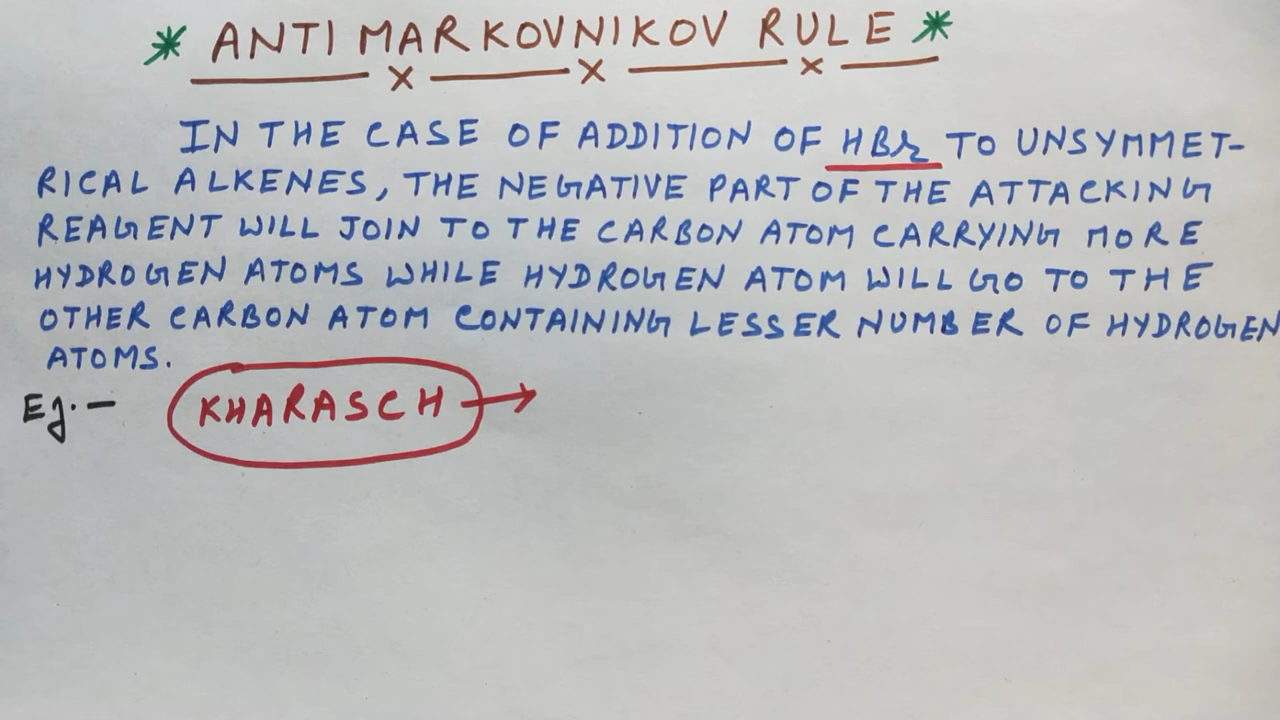 * ANTI MARKOVNIKOV RULE *
IN THE CASE OF ADDITION OF HBr TO UNSYMMET-
RICAL ALKENES, THE NEGATIVE PART OF THE ATTACKING
REAGENT WILL JOIN TO THE CARBON ATOM CARRYING MORE
HYDROGEN ATOMS WHILE HYDROGEN ATOM WILL GO TO THE
OTHER CARBON ATOM CONTAINING LESSER NUMBER OF HYDROGEN
ATOMS.
Eg.- KHARASCH →